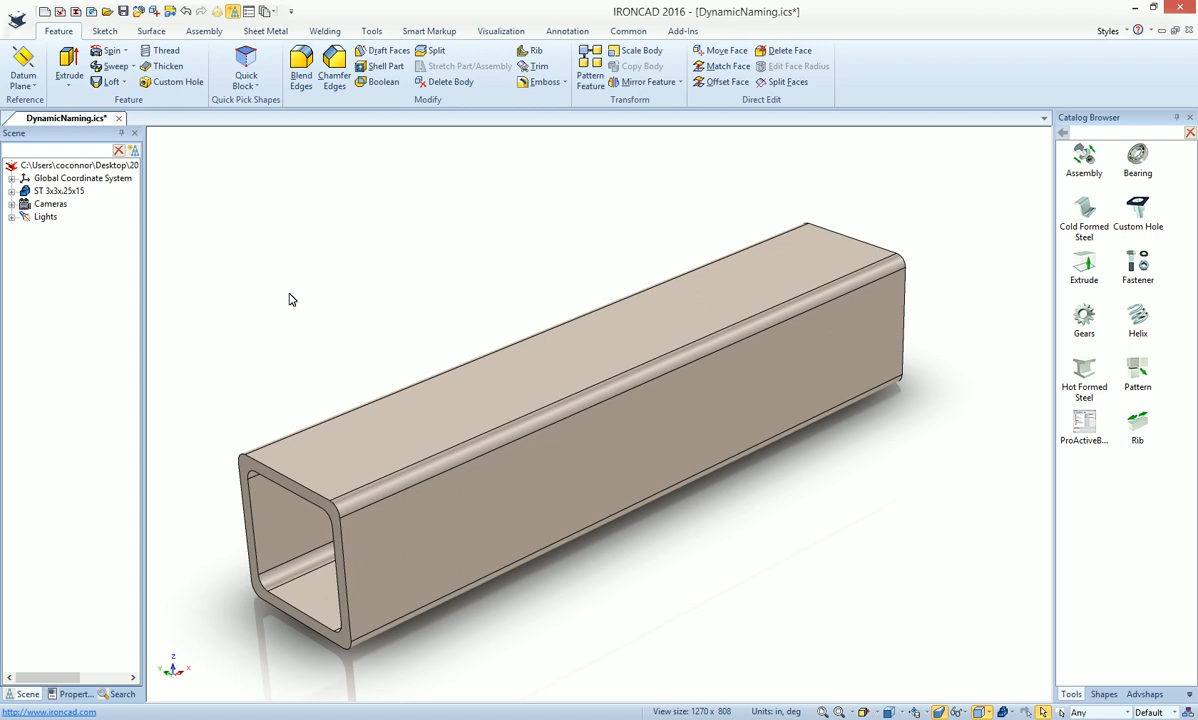 IRONCAD 2016 - [DynamicNaming.ics*]
Feature Sketch Surface Assembly Sheet Metal Welding Tools Smart Markup Visualization Annotation Common Add-Ins Styles
Datum Plane
Reference
Extrude
Spin
Sweep
Loft
Thread
Thicken
Custom Hole
Feature
Quick Block
Quick Pick Shapes
Blend Edges
Chamfer Edges
Draft Faces
Shell Part
Boolean
Split
Stretch Part/Assembly
Delete Body
Rib
Trim
Emboss
Modify
Pattern Feature
Scale Body
Copy Body
Mirror Feature
Transform
Move Face
Match Face
Offset Face
Delete Face
Edit Face Radius
Split Faces
Direct Edit
DynamicNaming.ics*
Scene
C:\Users\coconnor\Desktop\20
Global Coordinate System
ST 3x3x.25x15
Cameras
Lights
Z
Y X
Catalog Browser
Assembly Bearing
Cold Formed Steel
Custom Hole
Extrude Fastener
Gears Helix
Hot Formed Steel
Pattern
ProActiveB... Rib
Scene Propert... Search
Tools Shapes Advshaps
http://www.ironcad.com
View size: 1270 x 808 Units: in, deg Any Default